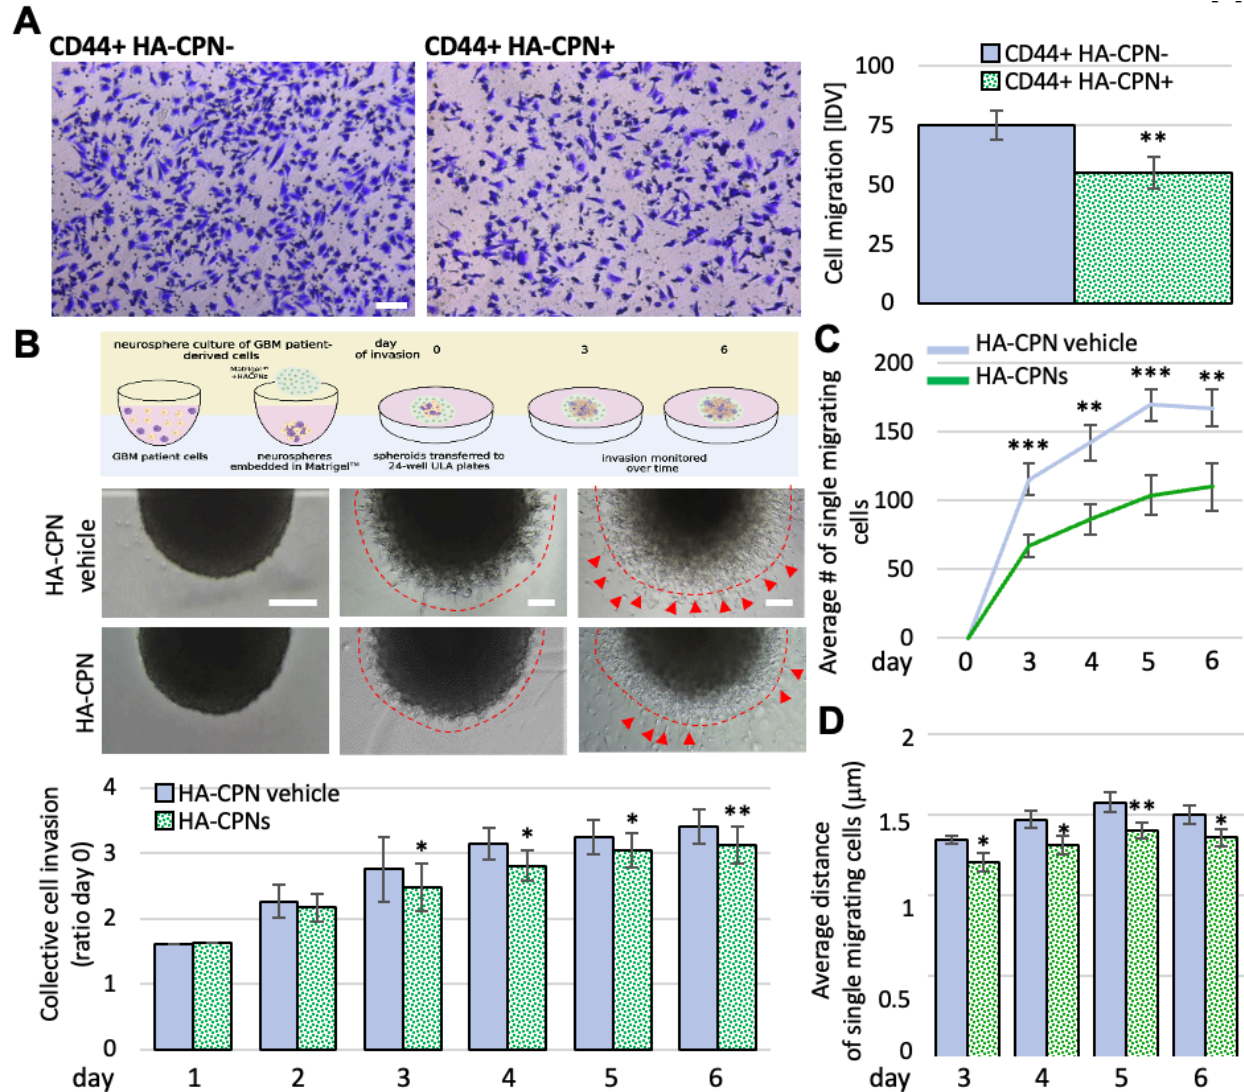 A
CD44+ HA-CPN-
CD44+ HA-CPN+
Cell migration [IDV]
100
75
50
25
0
CD44+ HA-CPN-
CD44+ HA-CPN+
**
B
neurosphere culture of GBM patient-
derived cells
day
of invasion
0
3
6
Matrigel™
+HACPNs
GBM patient cells
neurospheres
embedded in Matrigel™
spheroids transferred to
24-well ULA plates
invasion monitored
over time
HA-CPN
vehicle
HA-CPN
Collective cell invasion
(ratio day 0)
4
3
2
1
0
HA-CPN vehicle
HA-CPNs
*
*
*
**
day
1
2
3
4
5
6
C
HA-CPN vehicle
HA-CPNs
Average # of single migrating
cells
200
150
100
50
0
***
**
***
**
day
0
3
4
5
6
D
Average distance
of single migrating cells (µm)
2
1.5
1
0.5
0
*
*
**
*
day
3
4
5
6